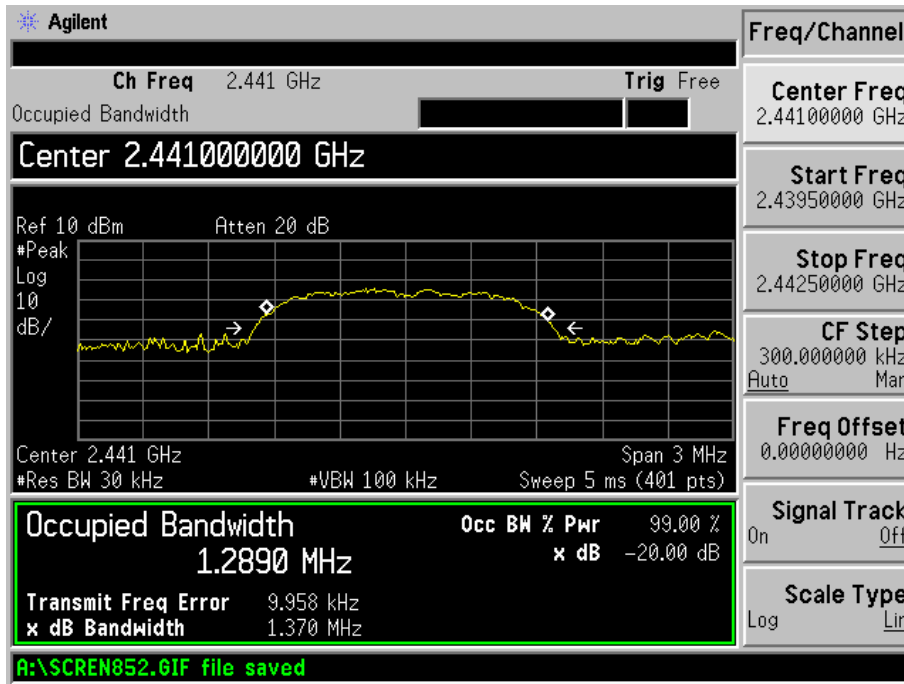 Agilent
Freq/Channel
Ch Freq 2.441 GHz Trig Free
Occupied Bandwidth
Center 2.441000000 GHz
Ref 10 dBm Atten 20 dB
#Peak
Log
10
dB/
Center 2.441 GHz Span 3 MHz
#Res BW 30 kHz #VBW 100 kHz Sweep 5 ms (401 pts)
Occupied Bandwidth
1.2890 MHz
Occ BW % Pwr 99.00 %
x dB -20.00 dB
Transmit Freq Error 9.958 kHz
x dB Bandwidth 1.370 MHz
A:\SCREN852.GIF file saved
Center Freq
2.44100000 GHz
Start Freq
2.43950000 GHz
Stop Freq
2.44250000 GHz
CF Step
300.000000 kHz
Auto Man
Freq Offset
0.00000000 Hz
Signal Track
On Off
Scale Type
Log Lin